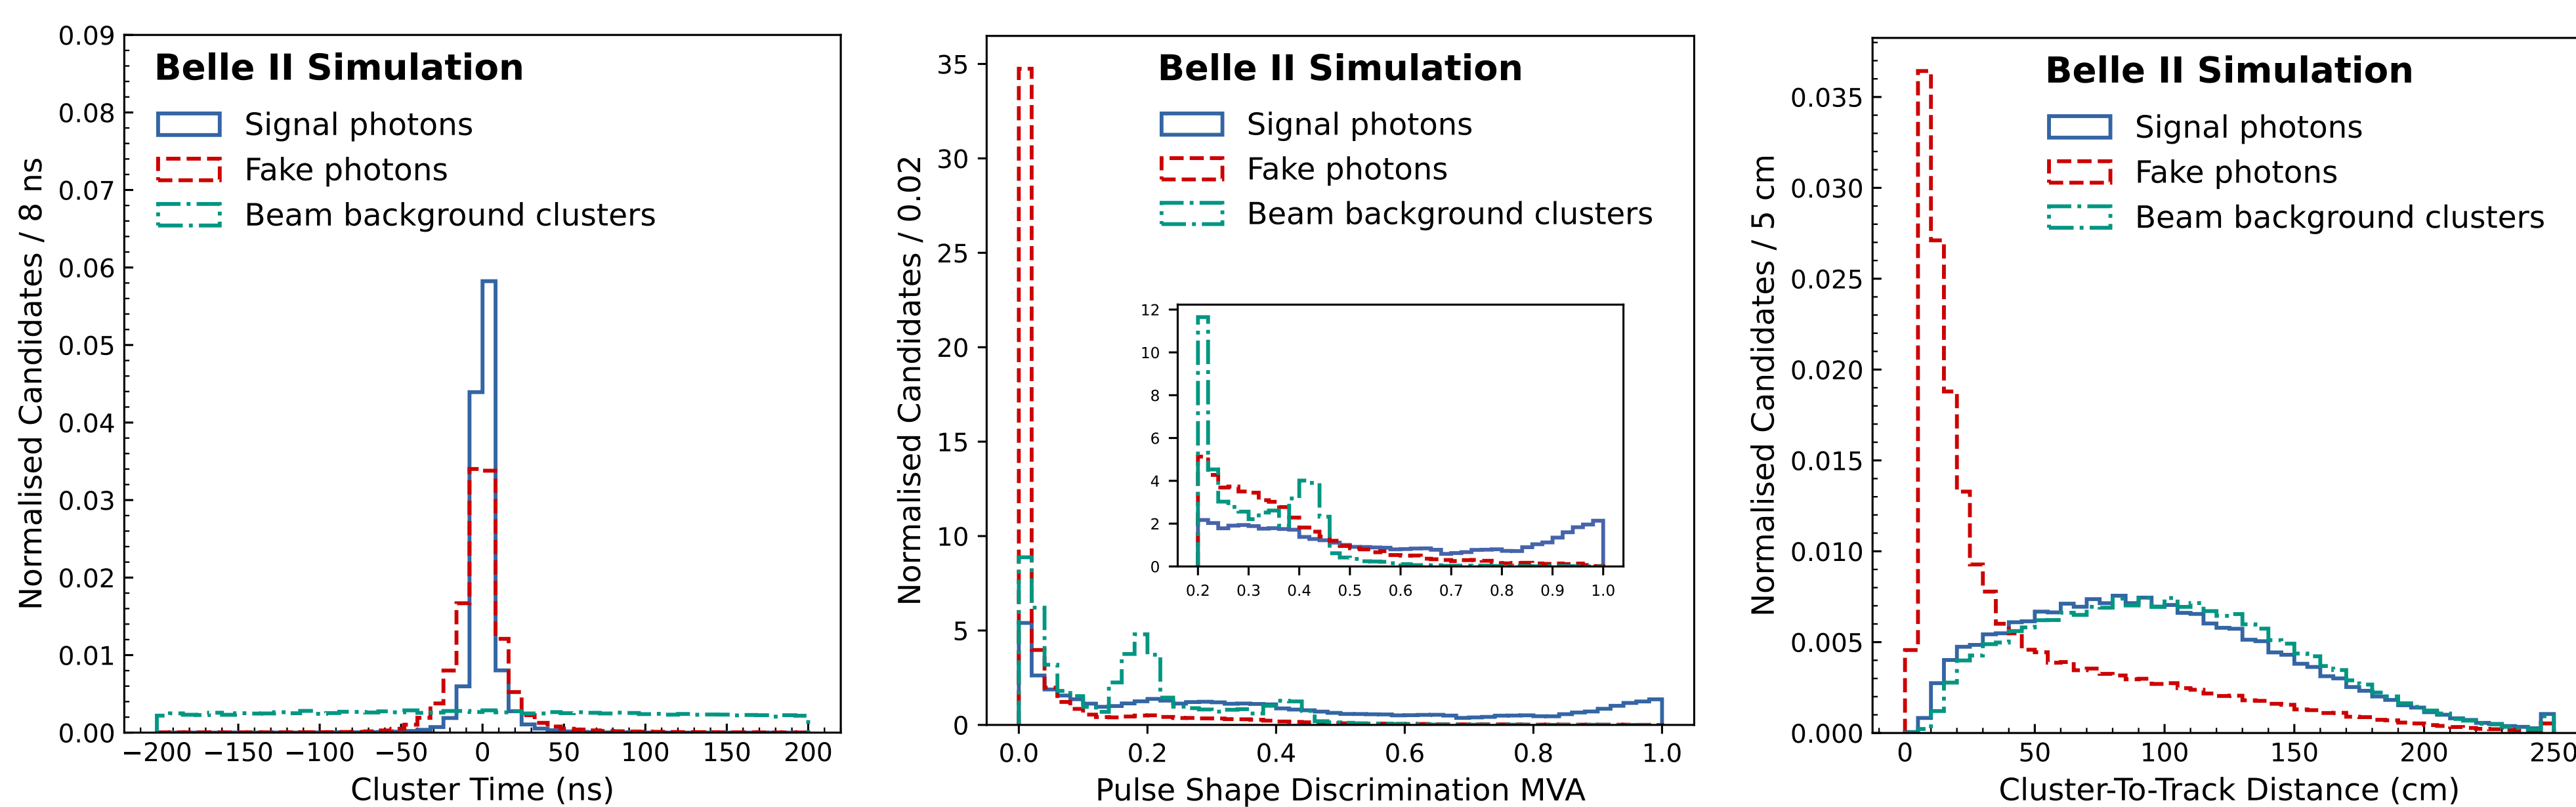 Belle II Simulation
Signal photons
Fake photons
Beam background clusters
Normalised Candidates / 8 ns
0.09
0.08
0.07
0.06
0.05
0.04
0.03
0.02
0.01
0.00
−200 −150 −100 −50 0 50 100 150 200
Cluster Time (ns)
Belle II Simulation
Signal photons
Fake photons
Beam background clusters
Normalised Candidates / 0.02
35
30
25
20
15
10
5
0
12
10
8
6
4
2
0
0.2 0.3 0.4 0.5 0.6 0.7 0.8 0.9 1.0
0.0 0.2 0.4 0.6 0.8 1.0
Pulse Shape Discrimination MVA
Belle II Simulation
Signal photons
Fake photons
Beam background clusters
Normalised Candidates / 5 cm
0.035
0.030
0.025
0.020
0.015
0.010
0.005
0.000
0 50 100 150 200 250
Cluster-To-Track Distance (cm)